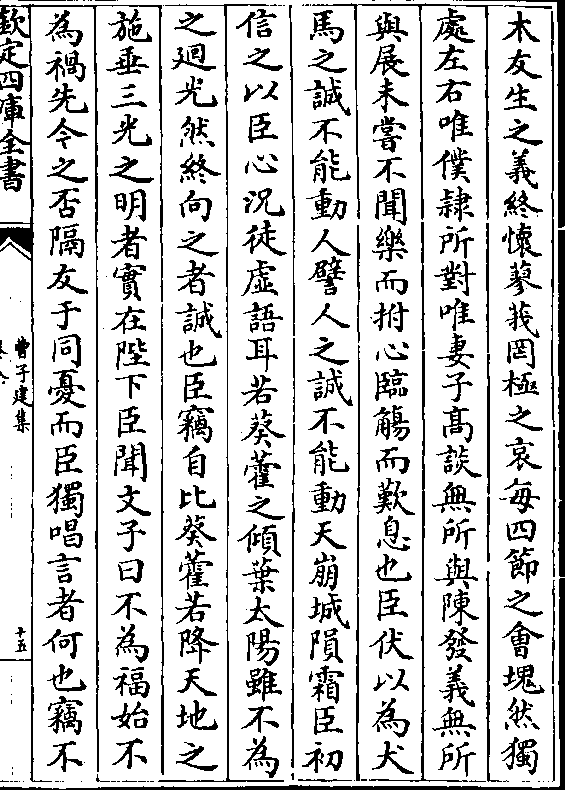 木友生之義終懷蓼莪罔極之哀每四節之會塊然獨
處左右唯僕隷所對唯妻子髙談無所與陳發義無所
與展未嘗不聞樂而拊心臨觴而歎息也臣伏以為犬
馬之誠不能動人譬人之誠不能動天崩城隕霜臣初
信之以臣心況徒虛語耳若葵藿之傾葉太陽雖不為
之廻光然終向之者誠也臣竊自比葵藿若降天地之
施垂三光之明者實在陛下臣聞文子曰不為福始不
為禍先今之否隔友于同憂而臣獨唱言者何也竊不
欽定四庫全書
曹子建集
十五